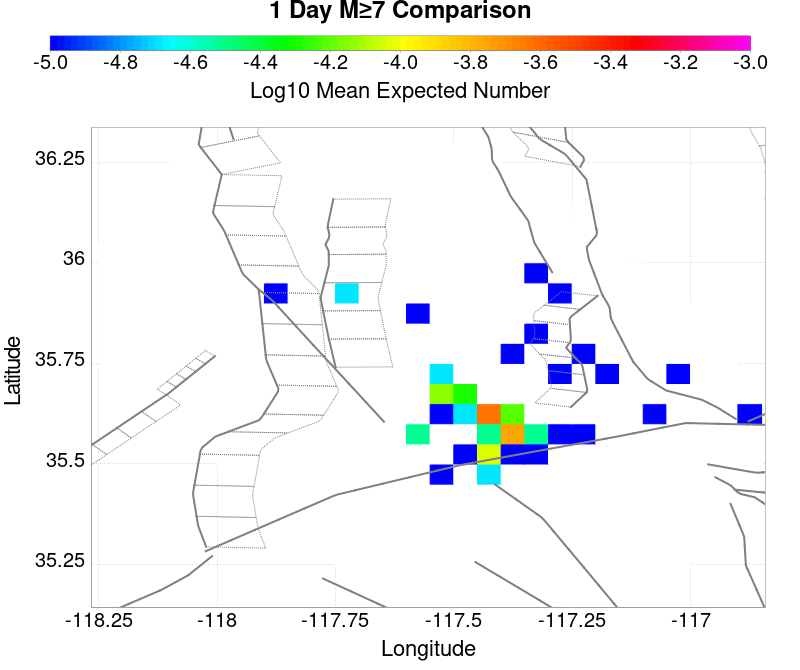 1 Day M≥7 Comparison
-5.0 -4.8 -4.6 -4.4 -4.2 -4.0 -3.8 -3.6 -3.4 -3.2 -3.0
Log10 Mean Expected Number
36.25
36
35.75
35.5
35.25
Latitude
-118.25 -118 -117.75 -117.5 -117.25 -117
Longitude